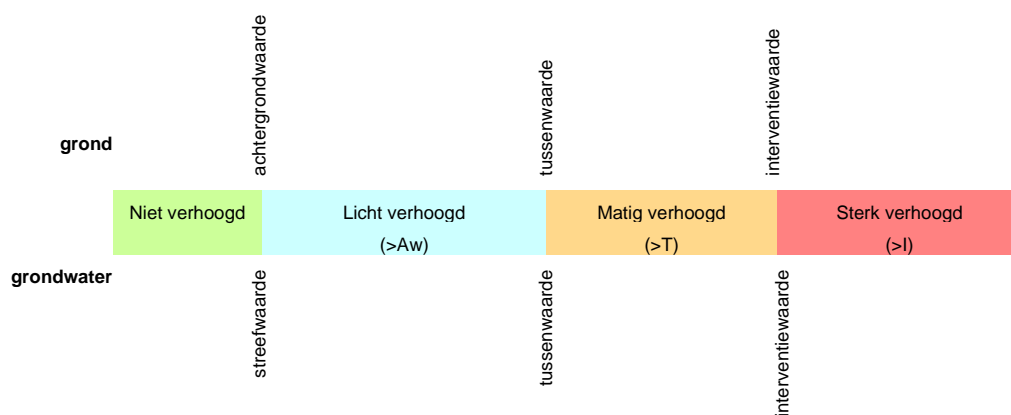 achtergrondwaarde
tussenwaarde
interventiewaarde
grond
Niet verhoogd
Licht verhoogd
(>Aw)
Matig verhoogd
(>T)
Sterk verhoogd
(>I)
grondwater
streefwaarde
tussenwaarde
interventiewaarde